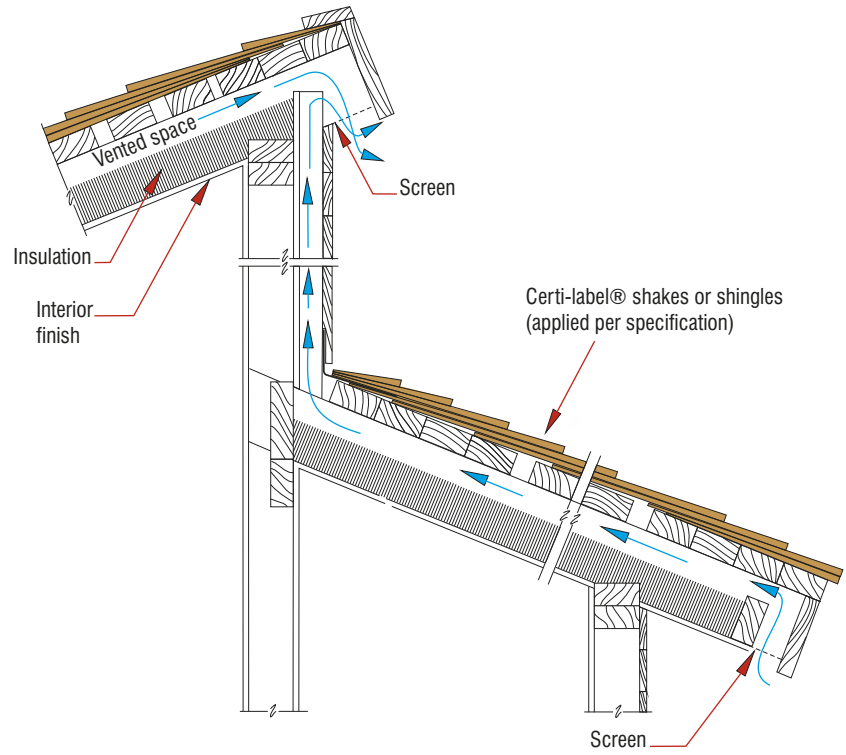 Vented space
Screen
Insulation
Interior
finish
Certi-label® shakes or shingles
(applied per specification)
Screen